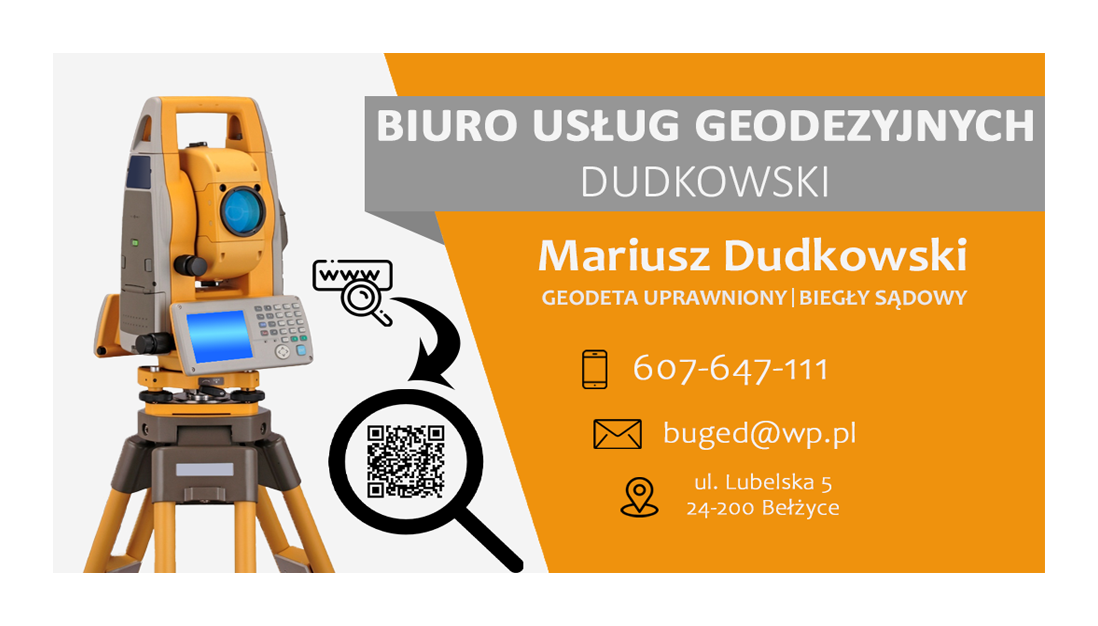 BIURO USŁUG GEODEZYJNYCH
DUDKOWSKI
Mariusz Dudkowski
GEODETA UPRAWNIONY|BIEGŁY SĄDOWY
www
607-647-111
buged@wp.pl
ul. Lubelska 5
24-200 Bełżyce